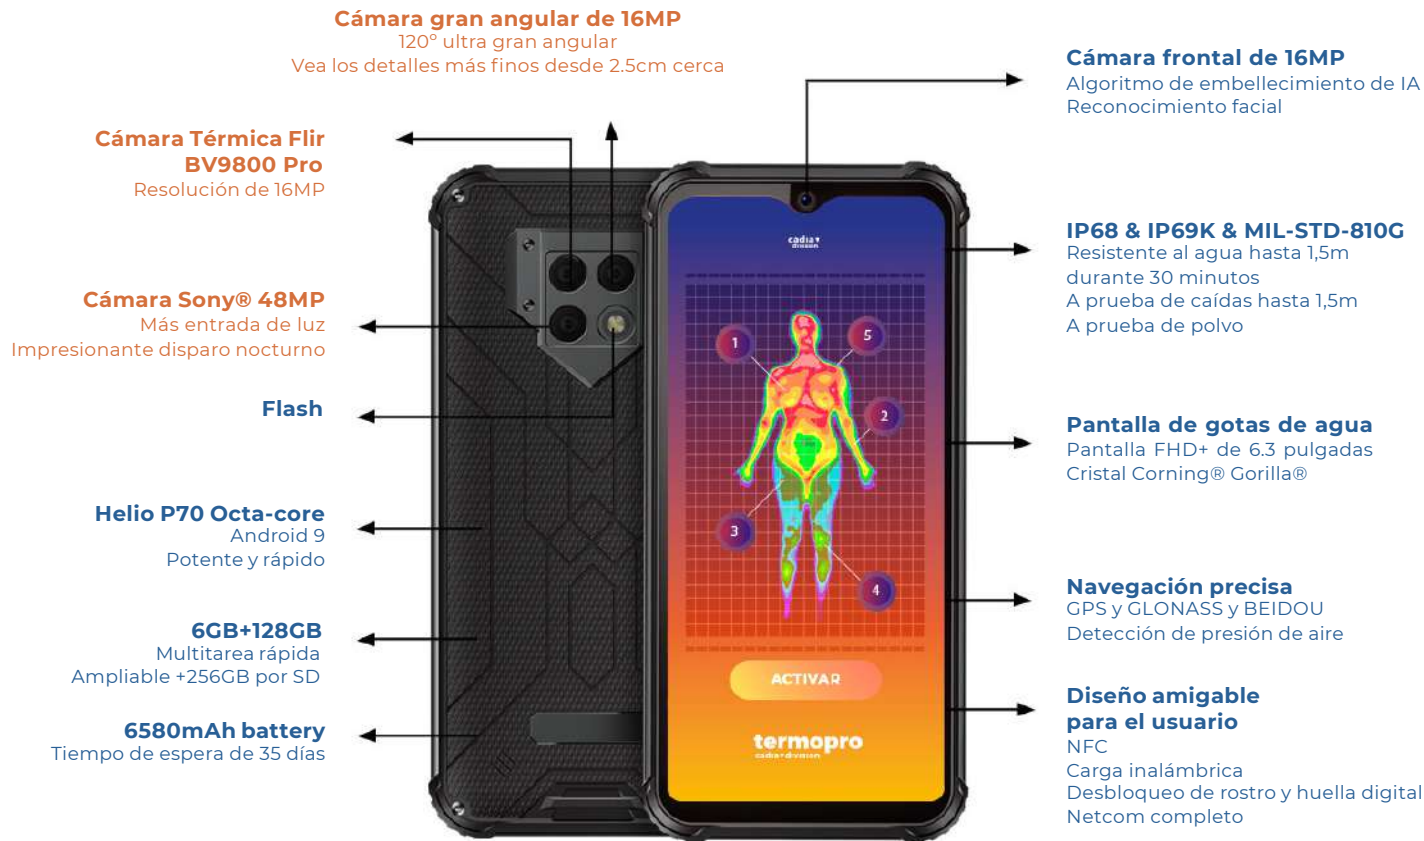 Cámara gran angular de 16MP
120º ultra gran angular
Vea los detalles más finos desde 2.5cm cerca
Cámara Térmica Flir
BV9800 Pro
Resolución de 16MP
Cámara Sony® 48MP
Más entrada de luz
Impresionante disparo nocturno
Flash
Helio P70 Octa-core
Android 9
Potente y rápido
6GB+128GB
Multitarea rápida
Ampliable +256GB por SD
6580mAh battery
Tiempo de espera de 35 días
cadia
division
1
5
2
3
4
ACTIVAR
termopro
cadia division
Cámara frontal de 16MP
Algoritmo de embellecimiento de IA
Reconocimiento facial
IP68 & IP69K & MIL-STD-810G
Resistente al agua hasta 1,5m
durante 30 minutos
A prueba de caídas hasta 1,5m
A prueba de polvo
Pantalla de gotas de agua
Pantalla FHD+ de 6.3 pulgadas
Cristal Corning® Gorilla®
Navegación precisa
GPS y GLONASS y BEIDOU
Detección de presión de aire
Diseño amigable
para el usuario
NFC
Carga inalámbrica
Desbloqueo de rostro y huella digital
Netcom completo